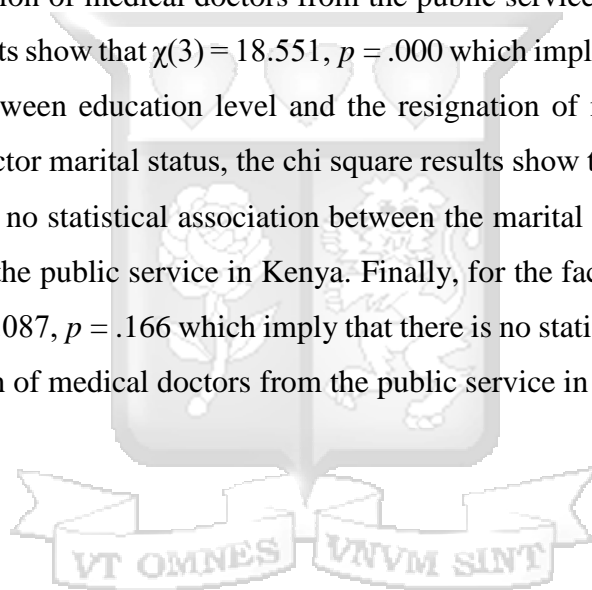 ion of medical doctors from the public service
ts show that χ(3) = 18.551, p = .000 which impl
ween education level and the resignation of
ctor marital status, the chi square results show t
no statistical association between the marital
the public service in Kenya. Finally, for the fac
087, p = .166 which imply that there is no stati
n of medical doctors from the public service in
VT OMNES VNVM SINT